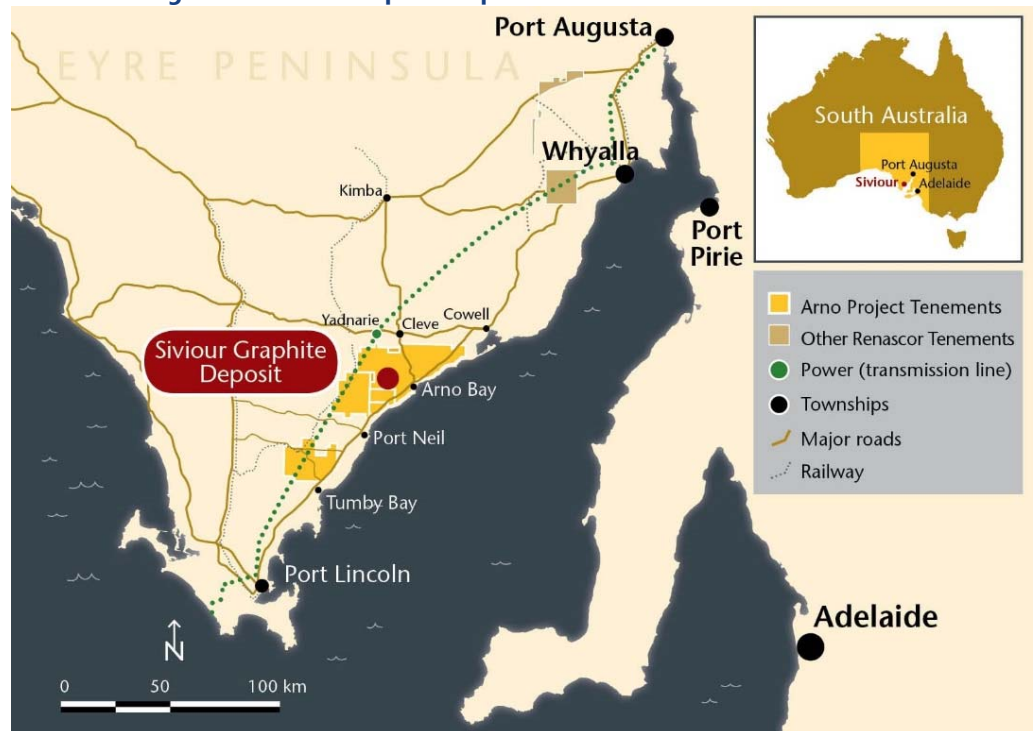 EYRE PENINSULA
Port Augusta
Whyalla
Kimba
Port
Pirie
Yadnarie
Cleve
Cowell
Siviour Graphite
Deposit
Arno Bay
Port Neil
Tumby Bay
Port Lincoln
Adelaide
N
0 50 100 km
South Australia
Port Augusta
Siviour
Adelaide
Arno Project Tenements
Other Renascor Tenements
Power (transmission line)
Townships
Major roads
Railway